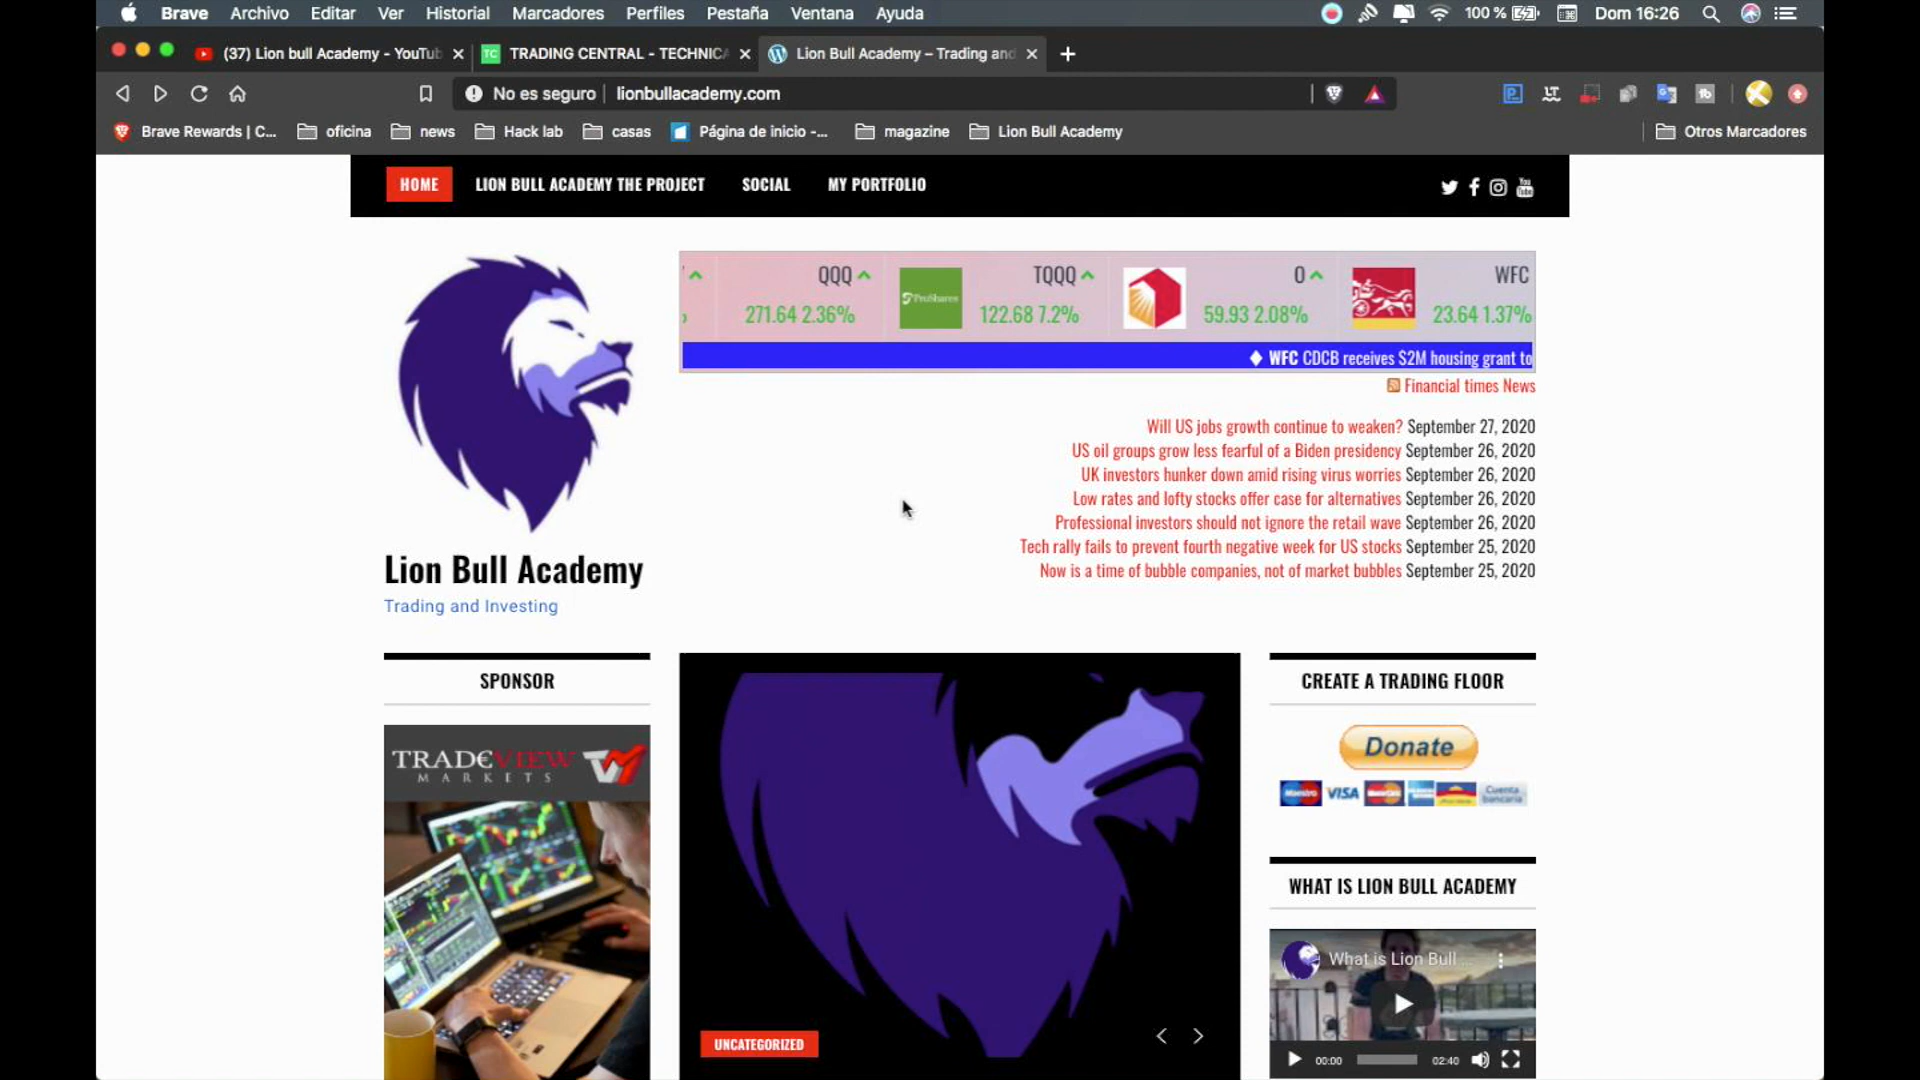 Brave Archivo Editar Ver Historial Marcadores Perfiles Pestaña Ventana Ayuda 100 % Dom 16:26
(37) Lion bull Academy - YouTub TC TRADING CENTRAL - TECHNICA Lion Bull Academy – Trading and
No es seguro lionbullacademy.com
Brave Rewards | C... oficina news Hack lab casas Página de inicio -... magazine Lion Bull Academy Otros Marcadores
HOME LION BULL ACADEMY THE PROJECT SOCIAL MY PORTFOLIO
QQQ TQQQ O WFC
ProShares
271.64 2.36% 122.68 7.2% 59.93 2.08% 23.64 1.37%
WFC CDCB receives $2M housing grant to
Financial times News
Will US jobs growth continue to weaken? September 27, 2020
US oil groups grow less fearful of a Biden presidency September 26, 2020
UK investors hunker down amid rising virus worries September 26, 2020
Low rates and lofty stocks offer case for alternatives September 26, 2020
Professional investors should not ignore the retail wave September 26, 2020
Tech rally fails to prevent fourth negative week for US stocks September 25, 2020
Now is a time of bubble companies, not of market bubbles September 25, 2020
Lion Bull Academy
Trading and Investing
SPONSOR
TRAD€VIEW
MARKETS
UNCATEGORIZED
CREATE A TRADING FLOOR
Donate
Maestro VISA MasterCard Cuenta bancaria
WHAT IS LION BULL ACADEMY
What is Lion Bull ...
00:00 02:40